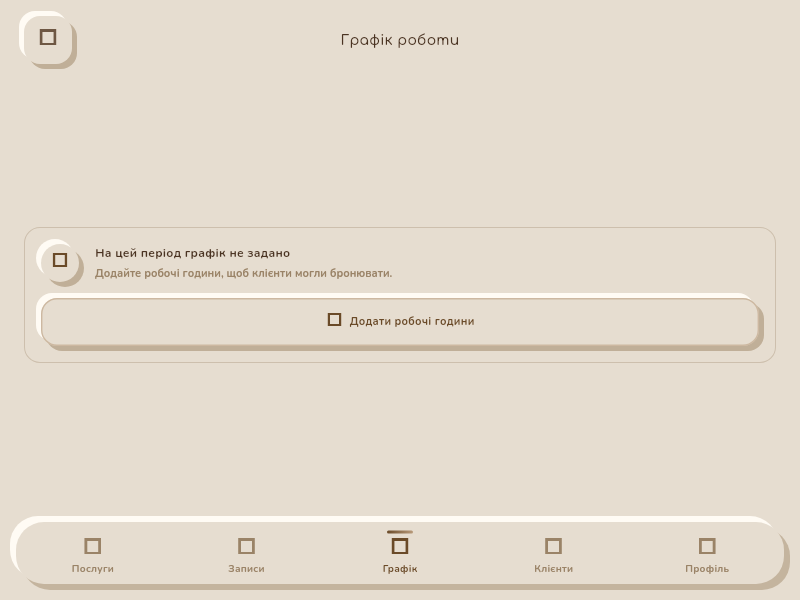 Графік роботи
На цей період графік не задано
Додайте робочі години, щоб клієнти могли бронювати.
Додати робочі години
Послуги
Записи
Графік
Клієнти
Профіль